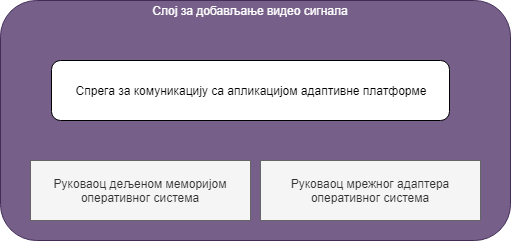 Слој за добављање видео сигнала
Спрега за комуникацију са апликацијом адаптивне платформе
Руковаоц дељеном меморијом
оперативног система
Руковаоц мрежног адаптера
оперативног система